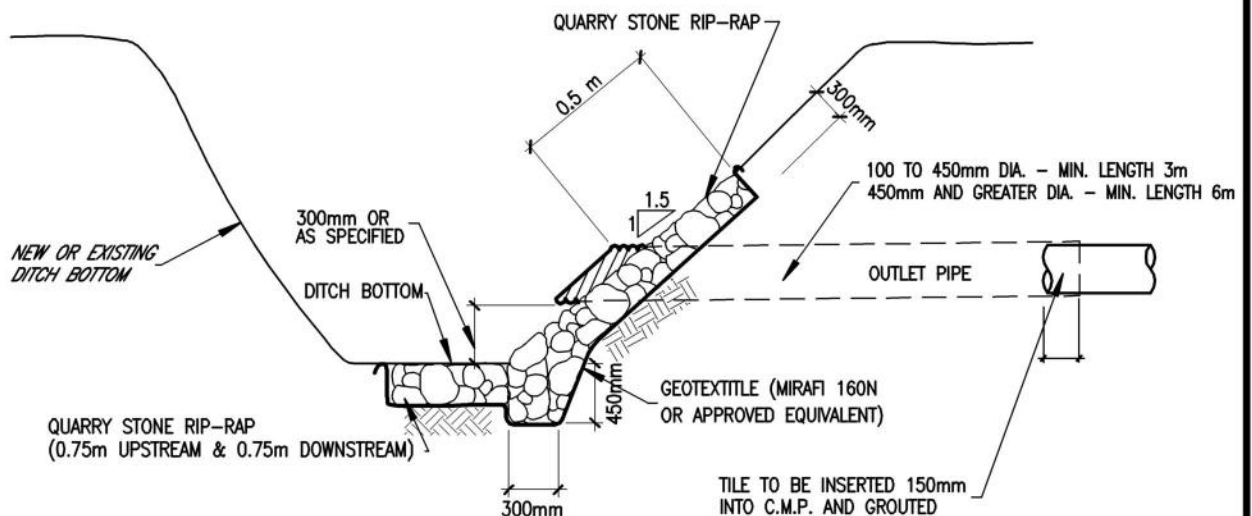 QUARRY STONE RIP-RAP
0.5 m
300mm
100 TO 450mm DIA. - MIN. LENGTH 3m
450mm AND GREATER DIA. - MIN. LENGTH 6m
1.5
1
300mm OR
AS SPECIFIED
NEW OR EXISTING
DITCH BOTTOM
OUTLET PIPE
DITCH BOTTOM
450mm
GEOTEXTITLE (MIRAFI 160N
OR APPROVED EQUIVALENT)
QUARRY STONE RIP-RAP
(0.75m UPSTREAM & 0.75m DOWNSTREAM)
300mm
TILE TO BE INSERTED 150mm
INTO C.M.P. AND GROUTED